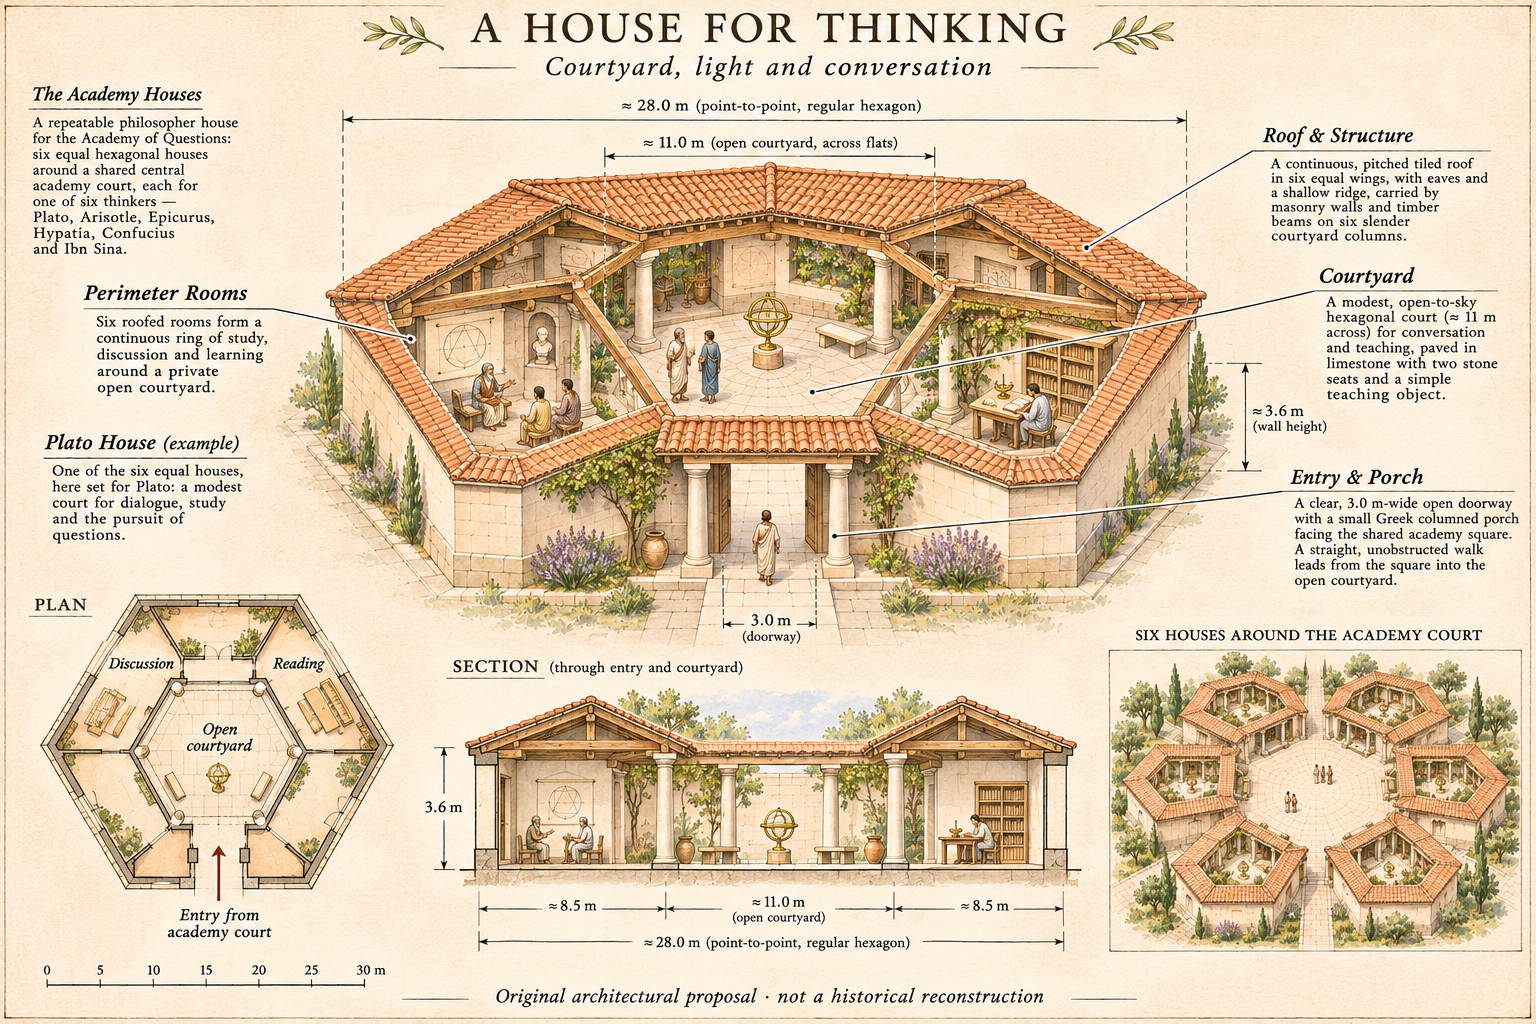 A HOUSE FOR THINKING
Courtyard, light and conversation
The Academy Houses
A repeatable philosopher house
for the Academy of Questions:
six equal hexagonal houses
around a shared central
academy court, each for
one of six thinkers —
Plato, Arisotle, Epicurus,
Hypatia, Confucius
and Ibn Sina.
Perimeter Rooms
Six roofed rooms form a
continuous ring of study,
discussion and learning
around a private
open courtyard.
Plato House (example)
One of the six equal houses,
here set for Plato: a modest
court for dialogue, study
and the pursuit of
questions.
≈ 28.0 m (point-to-point, regular hexagon)
≈ 11.0 m (open courtyard, across flats)
Roof & Structure
A continuous, pitched tiled roof
in six equal wings, with eaves and
a shallow ridge, carried by
masonry walls and timber
beams on six slender
courtyard columns.
Courtyard
A modest, open-to-sky
hexagonal court (≈ 11 m
across) for conversation
and teaching, paved in
limestone with two stone
seats and a simple
teaching object.
≈ 3.6 m
(wall height)
Entry & Porch
A clear, 3.0 m-wide open doorway
with a small Greek columned porch
facing the shared academy square.
A straight, unobstructed walk
leads from the square into the
open courtyard.
3.0 m
(doorway)
PLAN
Discussion
Reading
Open
courtyard
Entry from
academy court
0 5 10 15 20 25 30 m
SECTION (through entry and courtyard)
3.6 m
≈ 8.5 m
≈ 11.0 m
(open courtyard)
≈ 8.5 m
≈ 28.0 m (point-to-point, regular hexagon)
SIX HOUSES AROUND THE ACADEMY COURT
Original architectural proposal · not a historical reconstruction